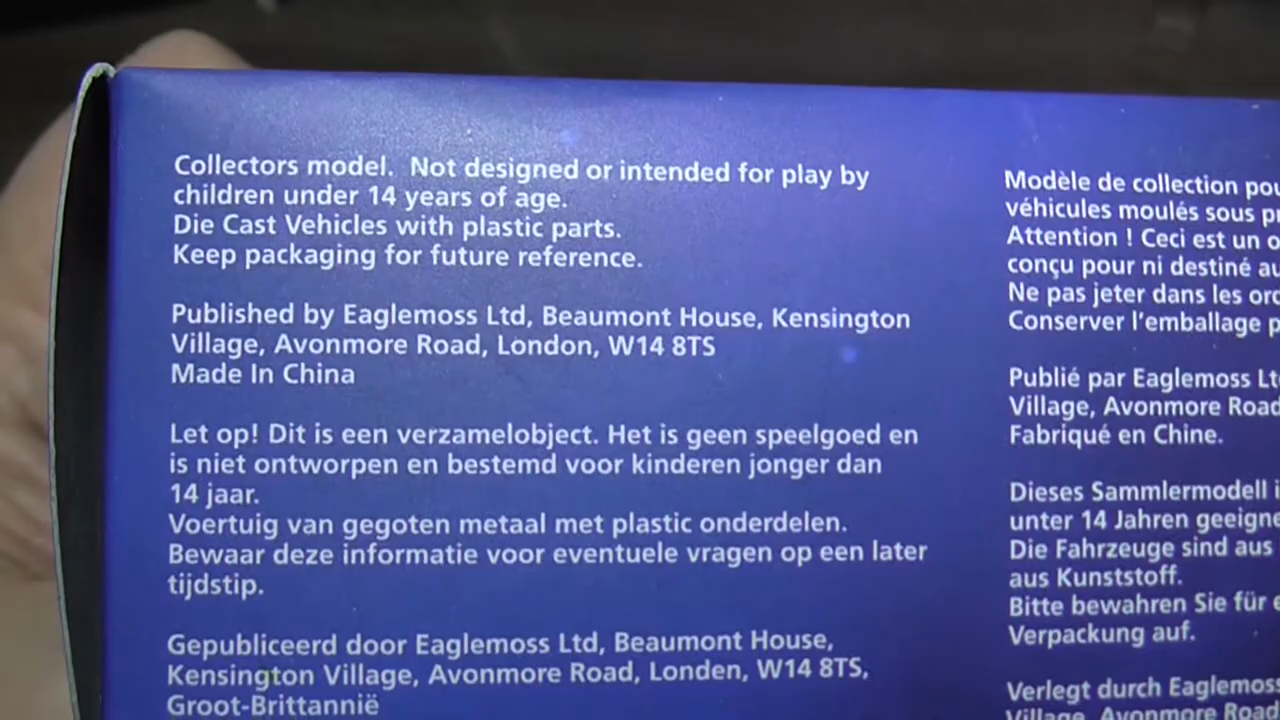 Collectors model. Not designed or intended for play by
children under 14 years of age.
Die Cast Vehicles with plastic parts.
Keep packaging for future reference.
Published by Eaglemoss Ltd, Beaumont House, Kensington
Village, Avonmore Road, London, W14 8TS
Made In China
Let op! Dit is een verzamelobject. Het is geen speelgoed en
is niet ontworpen en bestemd voor kinderen jonger dan
14 jaar.
Voertuig van gegoten metaal met plastic onderdelen.
Bewaar deze informatie voor eventuele vragen op een later
tijdstip.
Gepubliceerd door Eaglemoss Ltd, Beaumont House,
Kensington Village, Avonmore Road, Londen, W14 8TS,
Groot-Brittannië
Modèle de collection
véhicules moulés sous
Attention ! Ceci est un
conçu pour ni destiné
Ne pas jeter dans les
Conserver l'emballage
Publié par Eaglemoss
Village, Avonmore Road
Fabriqué en Chine.
Dieses Sammlermodell
unter 14 Jahren
Die Fahrzeuge sind aus
aus Kunststoff.
Bitte bewahren Sie für
Verpackung auf.
Verlegt durch Eaglemoss
Village, Avonmore Road